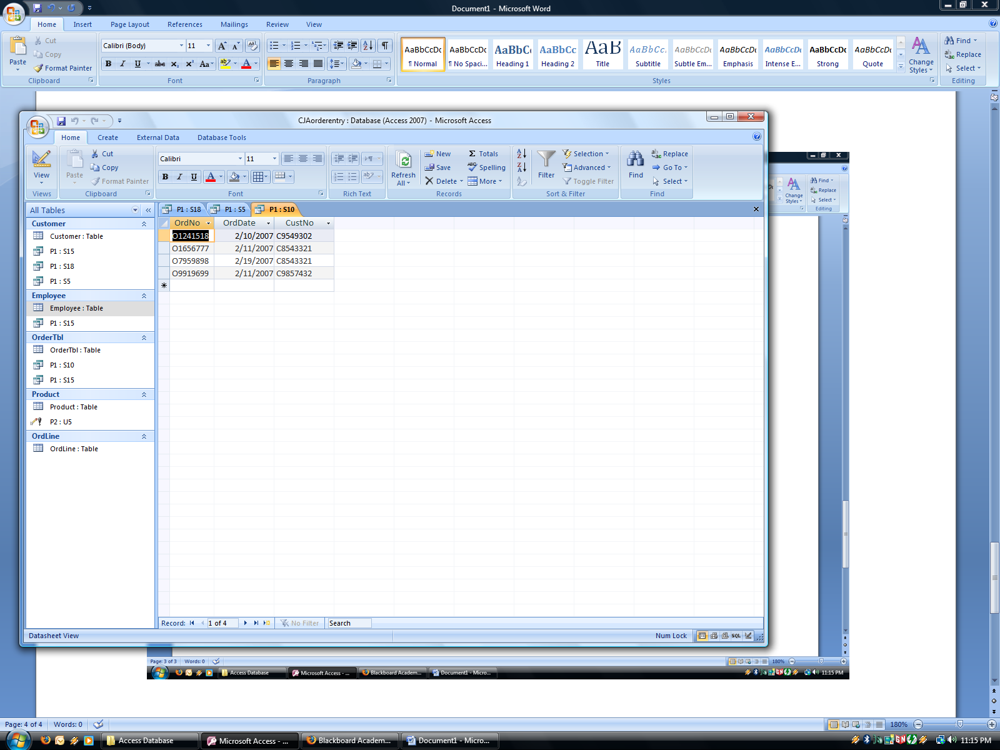 Document1 - Microsoft Word
Home Insert Page Layout References Mailings Review View
Paste
Cut
Copy
Format Painter
Clipboard
Calibri (Body) 11
Font
Paragraph
AaBbCcDc AaBbCcDc AaBbC AaBbCc AaB AaBbCc. AaBbCcDc AaBbCcDc AaBbCcDc AaBbCcDc AaBbCcDc
¶ Normal ¶ No Spaci... Heading 1 Heading 2 Title Subtitle Subtle Em... Emphasis Intense E... Strong Quote
Styles
Change Styles
Find
Replace
Select
Editing
CJAorderentry : Database (Access 2007) - Microsoft Access
Home Create External Data Database Tools
View
Views
Paste
Cut
Copy
Format Painter
Clipboard
Calibri 11
Font
Rich Text
Refresh All
New
Save
Delete
Totals
Spelling
More
Records
Filter
Selection
Advanced
Toggle Filter
Sort & Filter
Find
Replace
Go To
Select
Find
Change Styles
Find
Replace
Select
Editing
All Tables
Customer
Customer : Table
P1 : S15
P1 : S18
P1 : S5
Employee
Employee : Table
P1 : S15
OrderTbl
OrderTbl : Table
P1 : S10
P1 : S15
Product
Product : Table
P2 : U5
OrdLine
OrdLine : Table
P1 : S18 P1 : S5 P1 : S10
OrdNo OrdDate CustNo
O1241518 2/10/2007 C9549302
O1656777 2/11/2007 C8543321
O7959898 2/19/2007 C8543321
O9919699 2/11/2007 C9857432
Record: 1 of 4 No Filter Search
Datasheet View Num Lock SQL
Page: 3 of 3 Words: 0 180%
Access Database Microsoft Access - ... Blackboard Academ... Document1 - Micro... 11:15 PM
Page: 4 of 4 Words: 0 180%
Access Database Microsoft Access - ... Blackboard Academ... Document1 - Micro... 11:15 PM